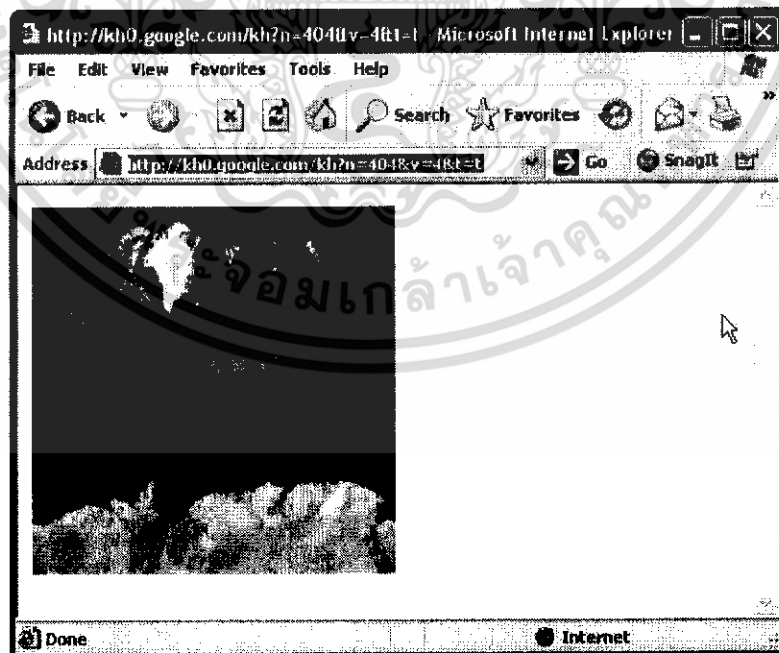 http://kh0.google.com/kh?n=404&v=4&t=t - Microsoft Internet Explorer
File Edit View Favorites Tools Help
Back Search Favorites »
Address http://kh0.google.com/kh?n=404&v=4&t=t Go SnagIt
จอมเกล้าเจ้าคุณ
Done Internet